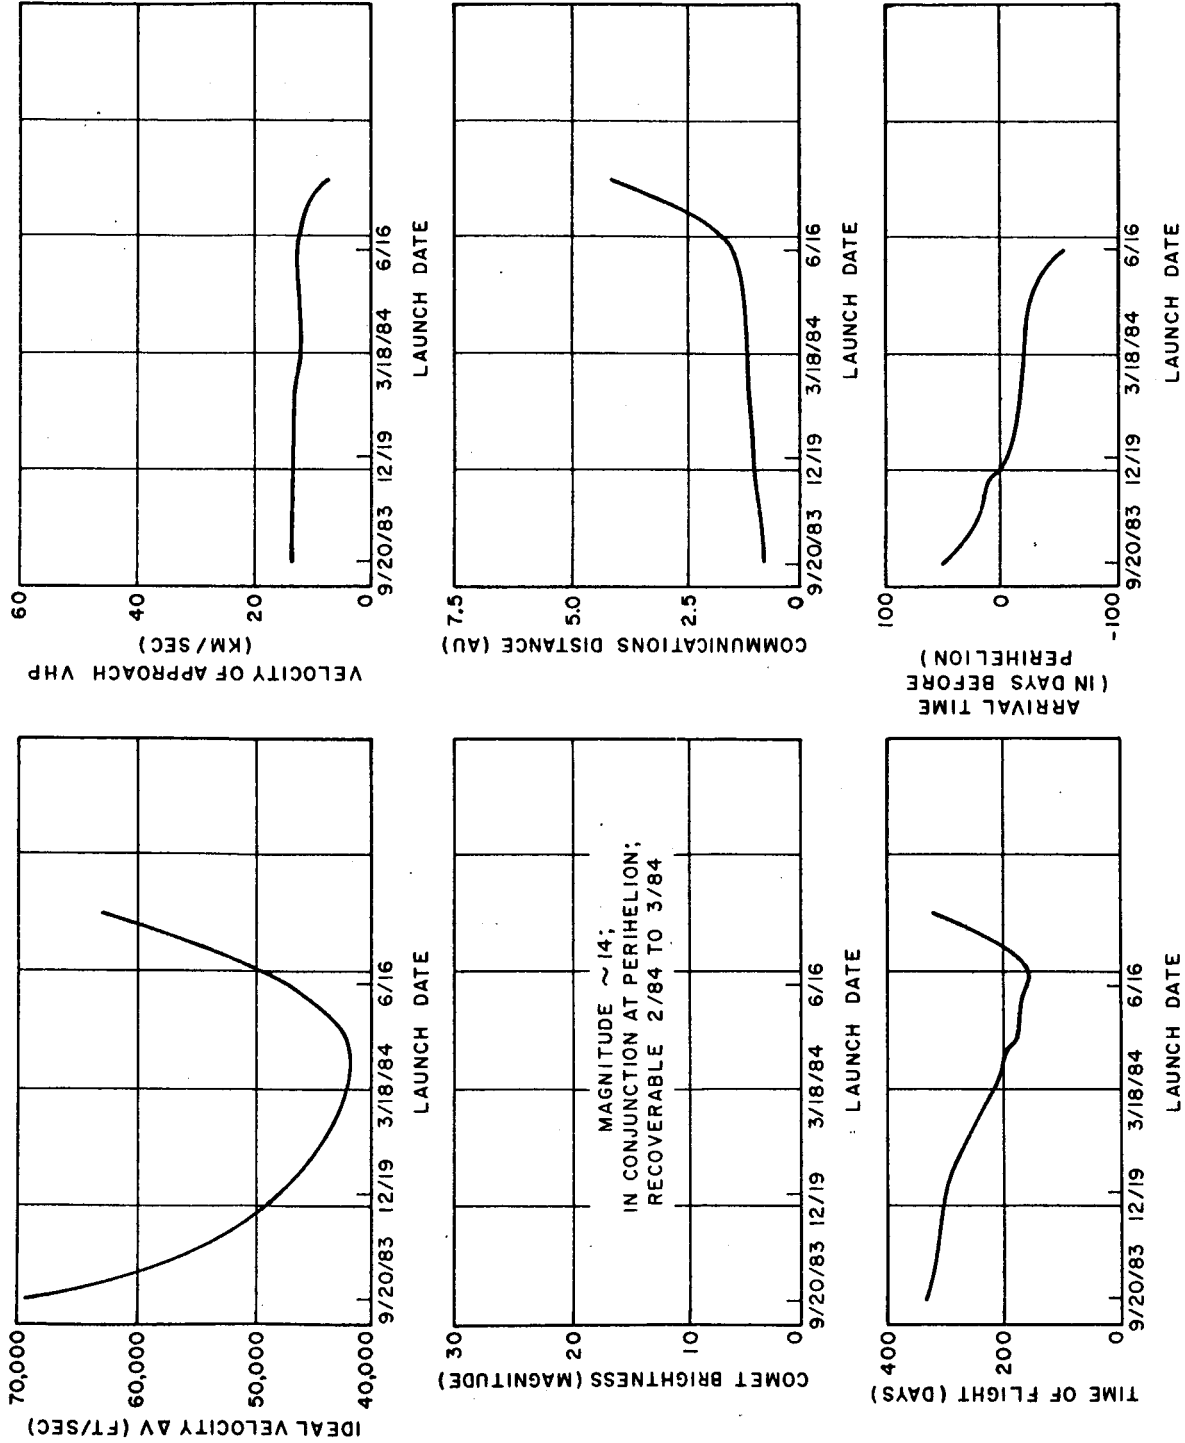 70,000
60,000
50,000
40,000
IDEAL VELOCITY ΔV (FT/SEC)
9/20/83 12/19 3/18/84 6/16
LAUNCH DATE
60
40
20
0
VELOCITY OF APPROACH VHP
(KM/SEC)
9/20/83 12/19 3/18/84 6/16
LAUNCH DATE
30
20
10
0
COMET BRIGHTNESS (MAGNITUDE)
MAGNITUDE ~14;
IN CONJUNCTION AT PERIHELION;
RECOVERABLE 2/84 TO 3/84
9/20/83 12/19 3/18/84 6/16
LAUNCH DATE
7.5
5.0
2.5
0
COMMUNICATIONS DISTANCE (AU)
9/20/83 12/19 3/18/84 6/16
LAUNCH DATE
400
200
0
TIME OF FLIGHT (DAYS)
9/20/83 12/19 3/18/84 6/16
LAUNCH DATE
100
0
-100
ARRIVAL TIME
(IN DAYS BEFORE
PERIHELION)
9/20/83 12/19 3/18/84 6/16
LAUNCH DATE